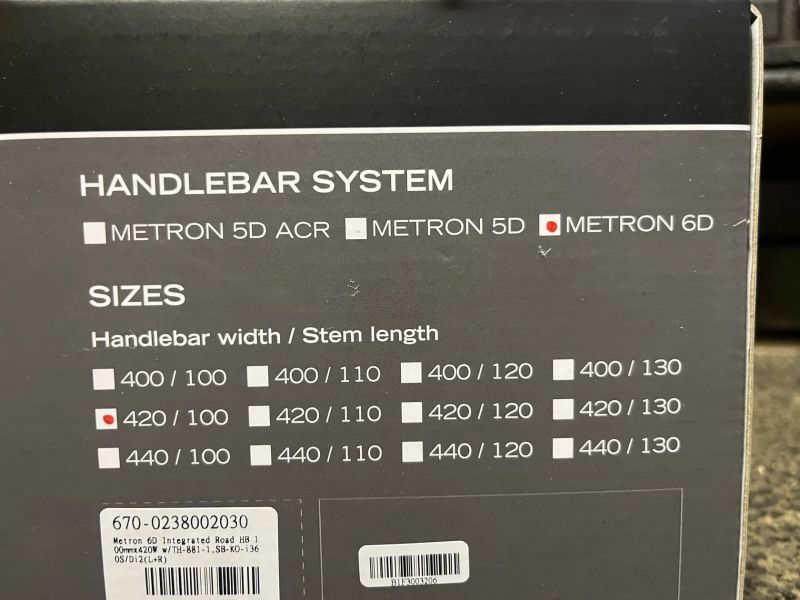 HANDLEBAR SYSTEM
METRON 5D ACR METRON 5D METRON 6D
SIZES
Handlebar width / Stem length
400 / 100 400 / 110 400 / 120 400 / 130
420 / 100 420 / 110 420 / 120 420 / 130
440 / 100 440 / 110 440 / 120 440 / 130
670-0238002030
Metron 6D Integrated Road HB 1
00mmx420W w/TH-881-1,SB-KO-i36
0S/Di2(L+R)
B1F3003206